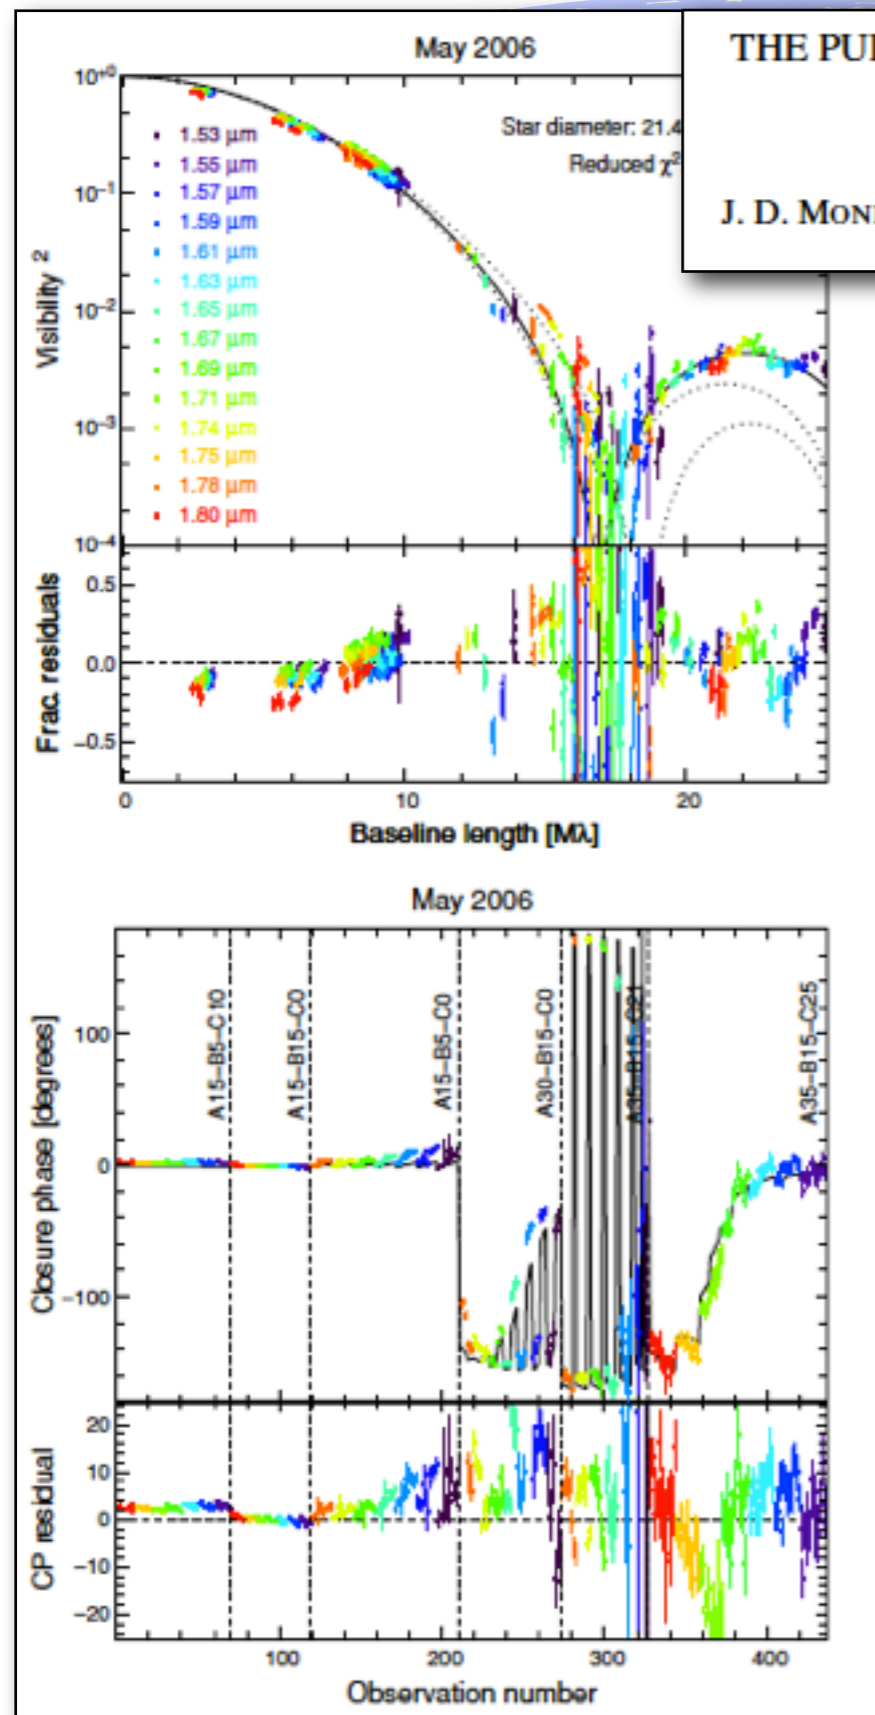 May 2006
THE PU
J. D. MON
Star diameter: 21.4
Reduced χ2
1.53 µm
1.55 µm
1.57 µm
1.59 µm
1.61 µm
1.63 µm
1.65 µm
1.67 µm
1.69 µm
1.71 µm
1.74 µm
1.75 µm
1.78 µm
1.80 µm
Visibility 2
10+0
10−1
10−2
10−3
10−4
Frac. residuals
0.5
0.0
−0.5
0 10 20
Baseline length [Mλ]
May 2006
Closure phase [degrees]
100
0
−100
A15−B5−C10
A15−B15−C0
A15−B5−C0
A30−B15−C0
A35−B15−C21
A35−B15−C25
CP residual
20
10
0
−10
−20
100 200 300 400
Observation number